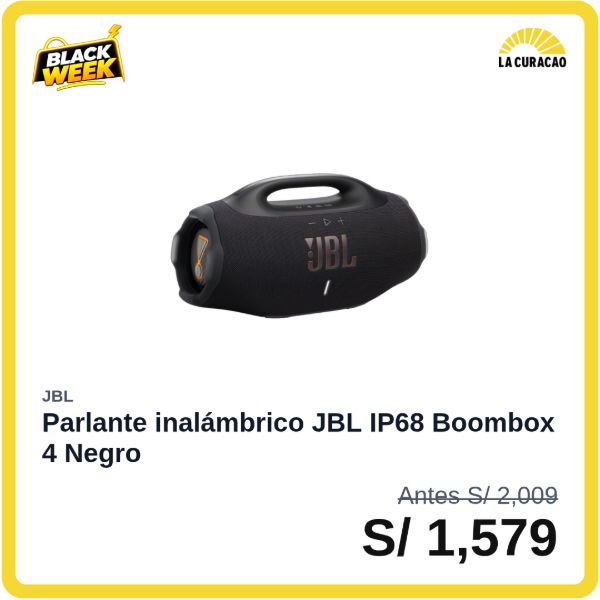 BLACK
WEEK
LA CURACAO
JBL
JBL
Parlante inalámbrico JBL IP68 Boombox
4 Negro
Antes S/ 2,009
S/ 1,579